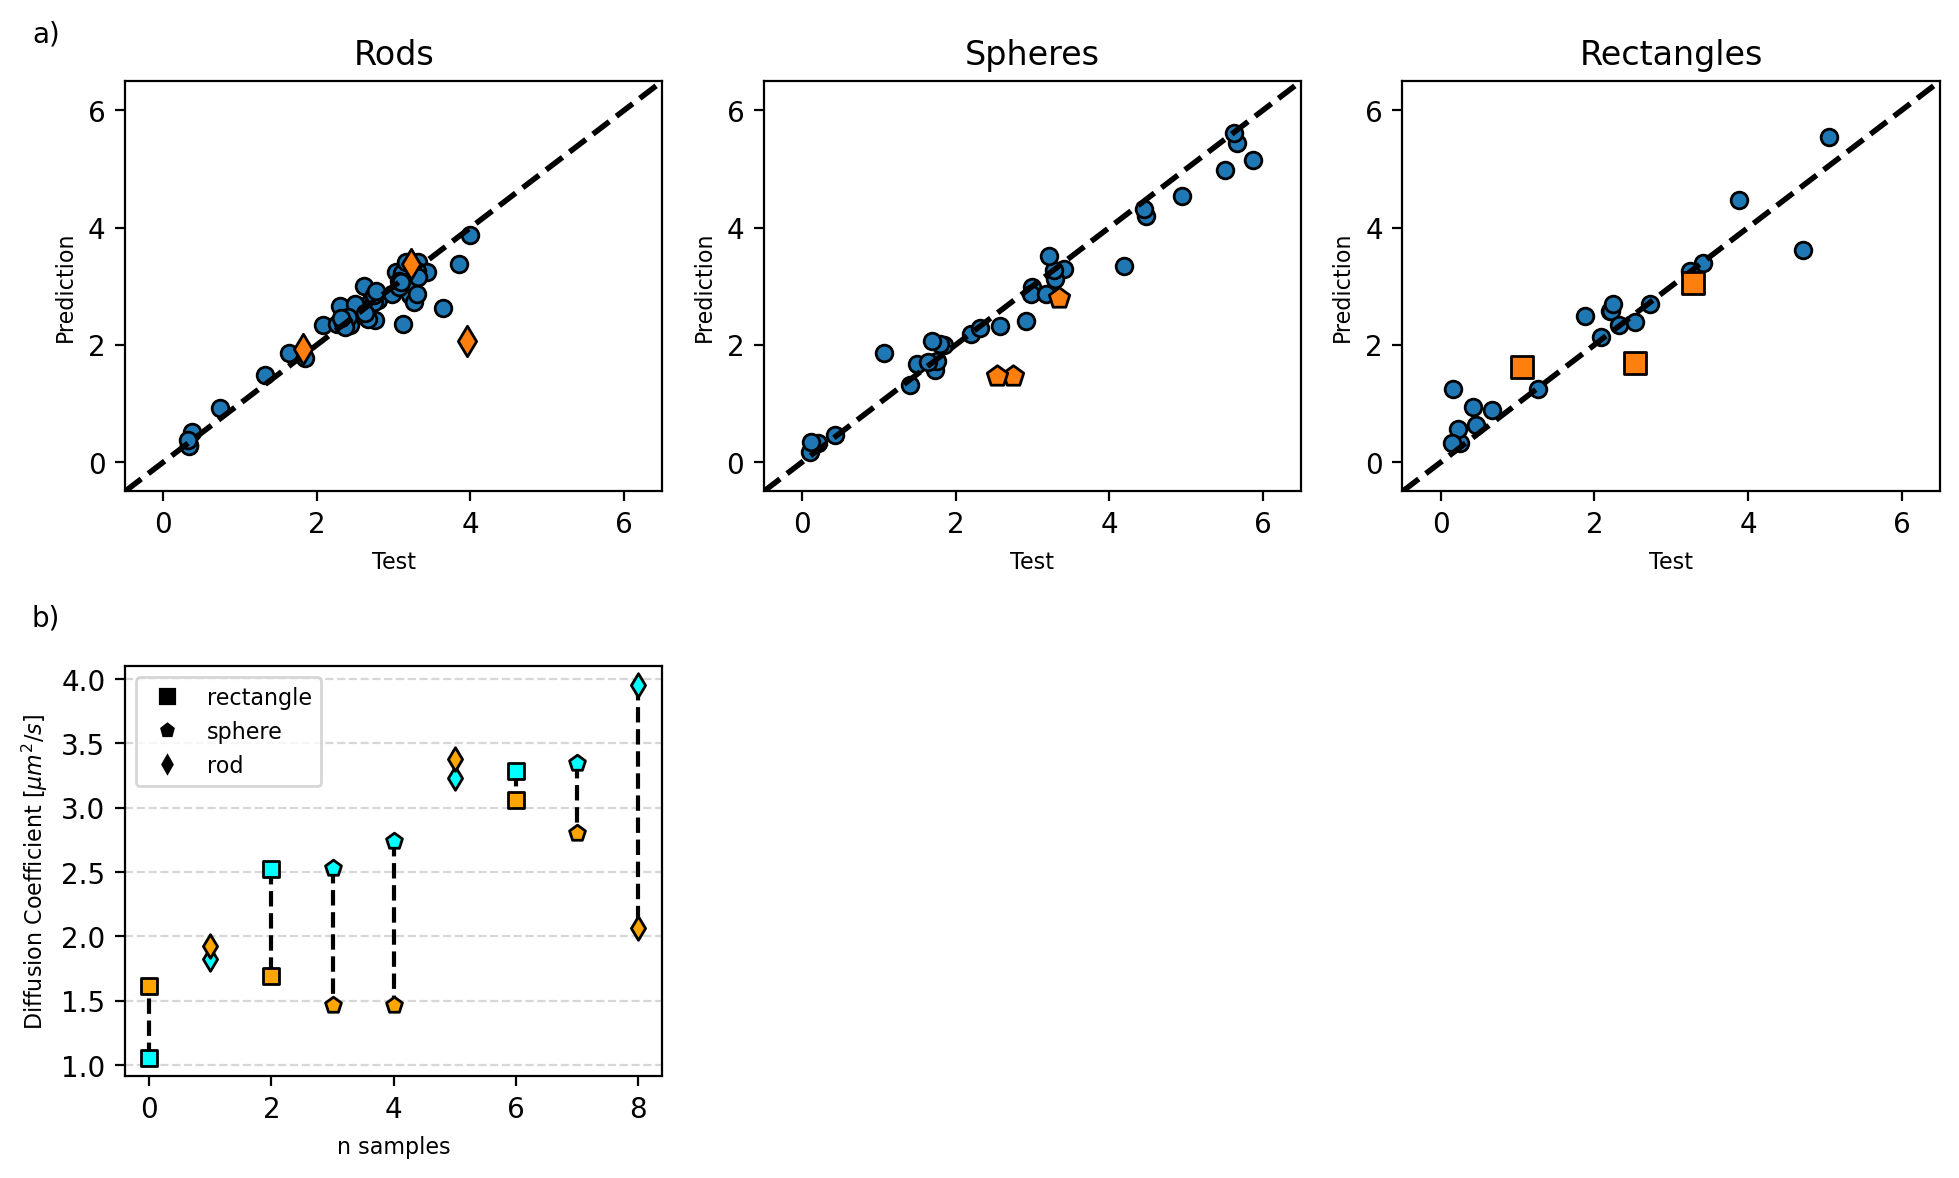 a)
Rods
Spheres
Rectangles
Prediction
6
4
2
0
0 2 4 6
Test
Prediction
6
4
2
0
0 2 4 6
Test
Prediction
6
4
2
0
0 2 4 6
Test
b)
Diffusion Coefficient [μm²/s]
4.0
3.5
3.0
2.5
2.0
1.5
1.0
rectangle
sphere
rod
0 2 4 6 8
n samples